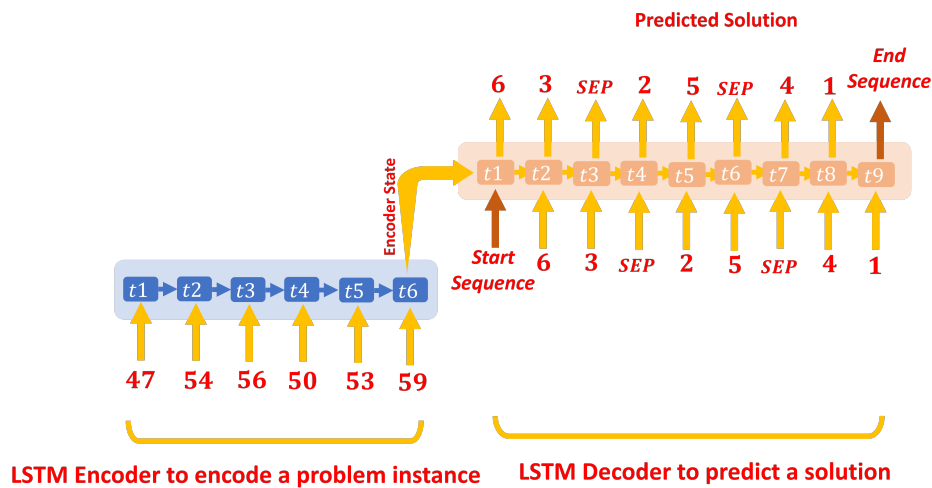 Predicted Solution
6 3 SEP 2 5 SEP 4 1 End Sequence
t1 t2 t3 t4 t5 t6 t7 t8 t9
Encoder State
Start Sequence 6 3 SEP 2 5 SEP 4 1
t1 t2 t3 t4 t5 t6
47 54 56 50 53 59
LSTM Encoder to encode a problem instance
LSTM Decoder to predict a solution